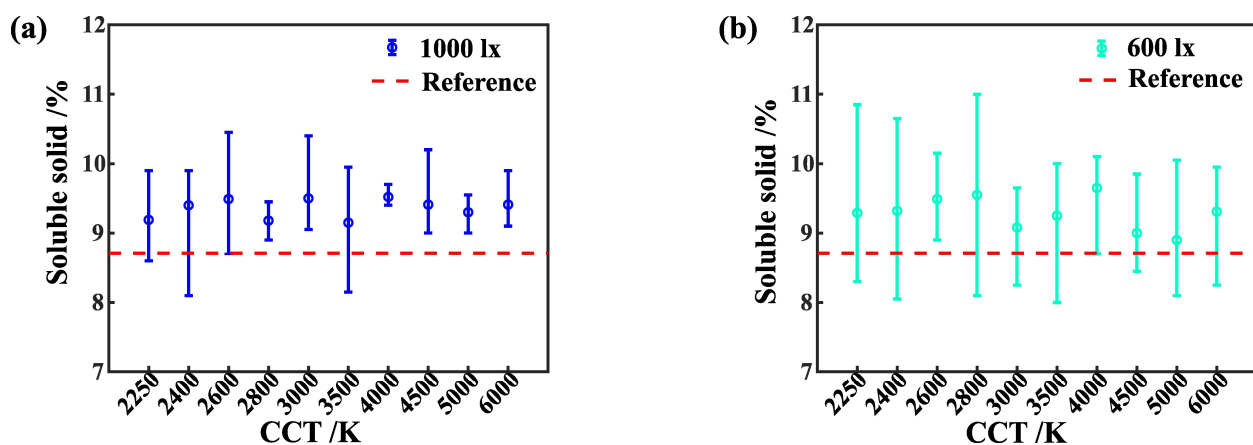 (a)
12
11
10
9
8
7
Soluble solid /%
1000 lx
Reference
2250 2400 2600 2800 3000 3500 4000 4500 5000 6000
CCT /K
(b)
12
11
10
9
8
7
Soluble solid /%
600 lx
Reference
2250 2400 2600 2800 3000 3500 4000 4500 5000 6000
CCT /K